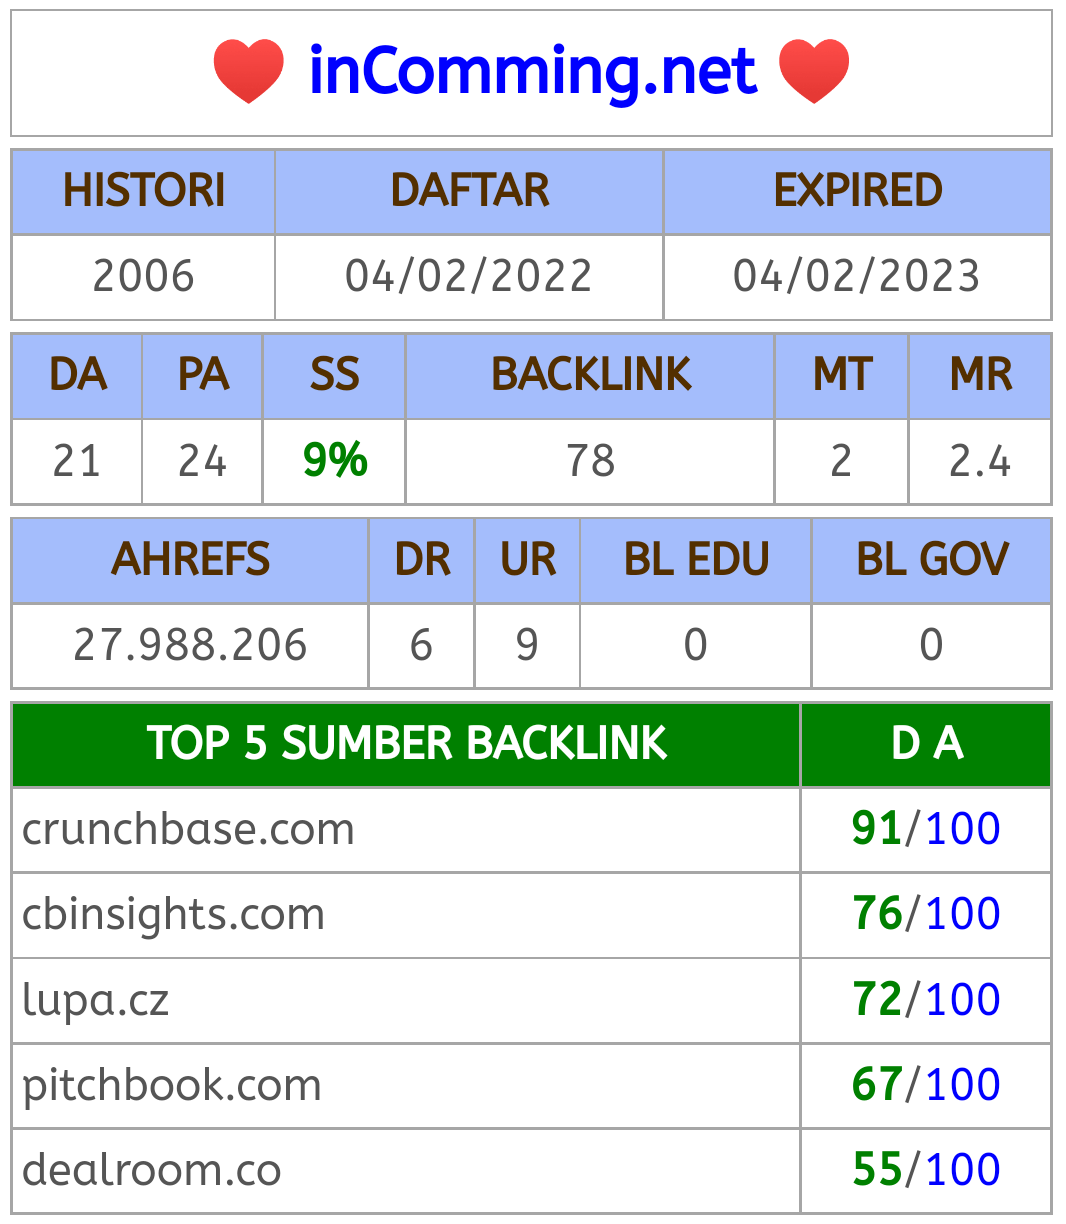 inComming.net
HISTORI DAFTAR EXPIRED
2006 04/02/2022 04/02/2023
DA PA SS BACKLINK MT MR
21 24 9% 78 2 2.4
AHREFS DR UR BL EDU BL GOV
27.988.206 6 9 0 0
TOP 5 SUMBER BACKLINK D A
crunchbase.com 91/100
cbinsights.com 76/100
lupa.cz 72/100
pitchbook.com 67/100
dealroom.co 55/100